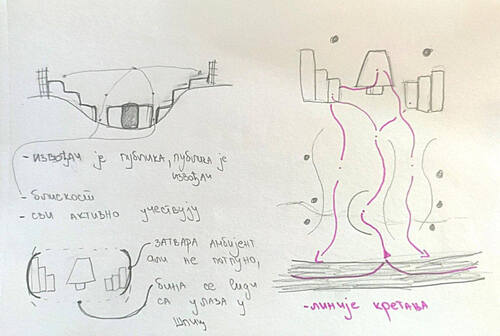 - ИЗВОЂАЧ ЈЕ ПУБЛИКА, ПУБЛИКА ЈЕ
ИЗВОЂАЧ
- БЛИСКОСТ
- СВИ АКТИВНО УЧЕСТВУЈУ
ЗАТВАРА АМБИЈЕНТ
АЛИ НЕ ПОТПУНО,
БИНА СЕ ВИДИ
СА УЛАЗА У
ШПИЦ
- ЛИНИЈЕ КРЕТАЊА